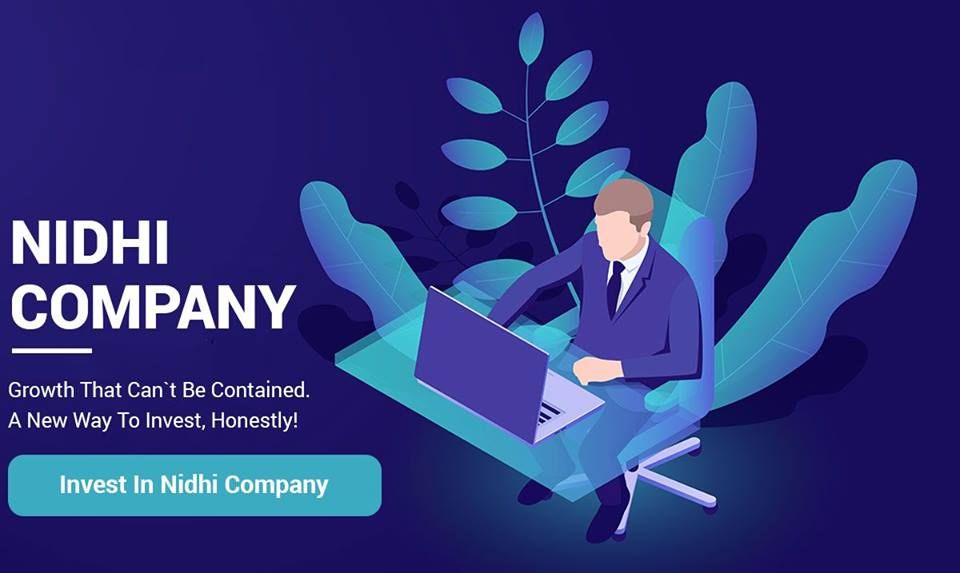 NIDHI
COMPANY
Growth That Can`t Be Contained.
A New Way To Invest, Honestly!
Invest In Nidhi Company